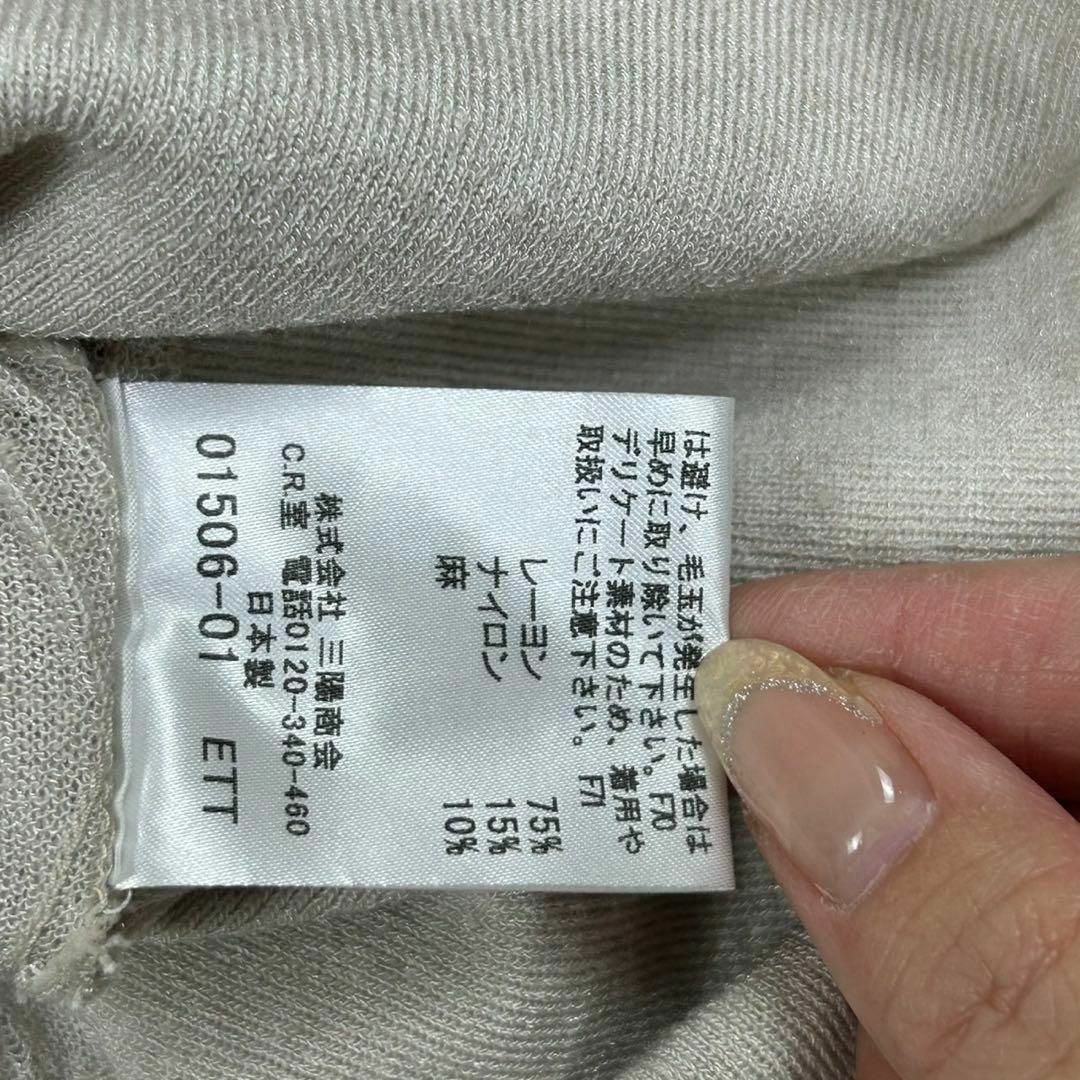 は避け、毛玉が発生した場合は
早めに取り除いて下さい。F70
デリケート素材のため、着用や
取扱いにご注意下さい。F71
レーヨン 75%
ナイロン 15%
麻 10%
株式会社 三陽商会
C.R.室 電話0120-340-460
日本製
01506-01 ETT